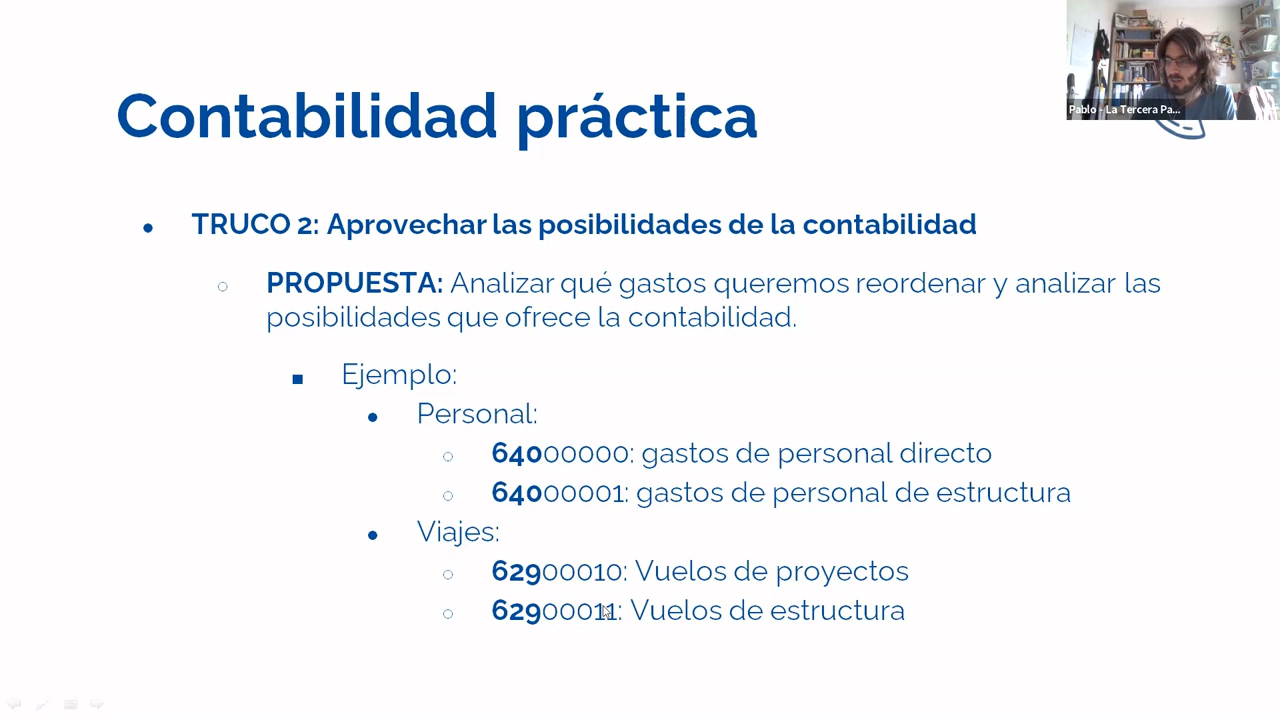 Contabilidad práctica
Pablo - La Tercera Pa...
TRUCO 2: Aprovechar las posibilidades de la contabilidad
PROPUESTA: Analizar qué gastos queremos reordenar y analizar las
posibilidades que ofrece la contabilidad.
Ejemplo:
Personal:
64000000: gastos de personal directo
64000001: gastos de personal de estructura
Viajes:
62900010: Vuelos de proyectos
62900011: Vuelos de estructura